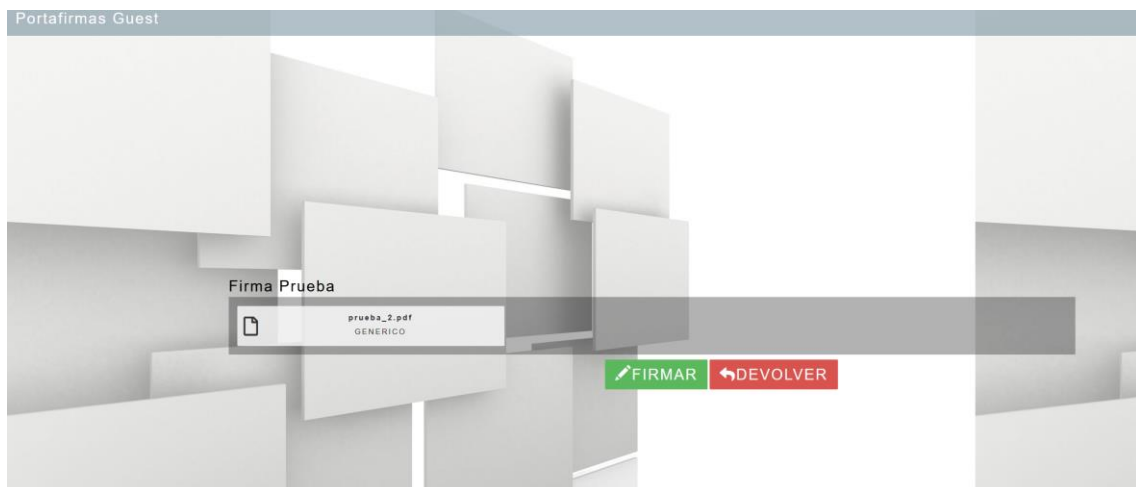 Portafirmas Guest
Firma Prueba
prueba_2.pdf
GENERICO
FIRMAR DEVOLVER